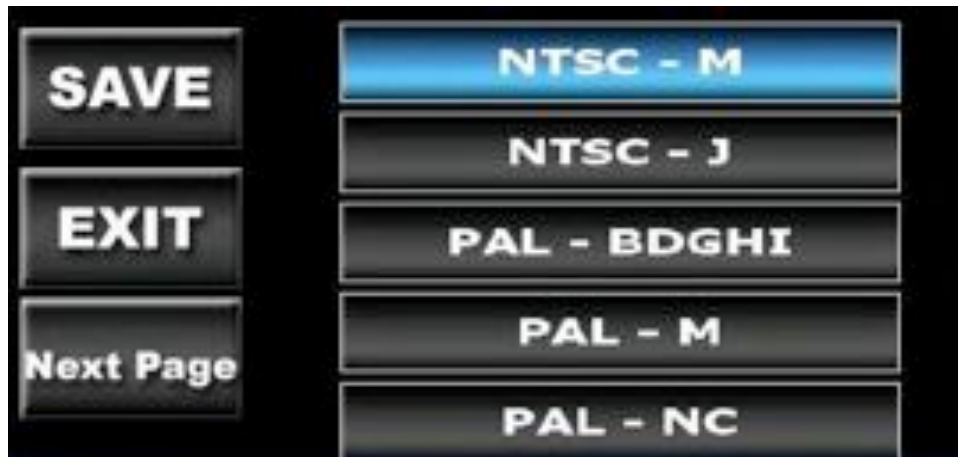 SAVE
EXIT
Next Page
NTSC - M
NTSC - J
PAL - BDGHI
PAL - M
PAL - NC